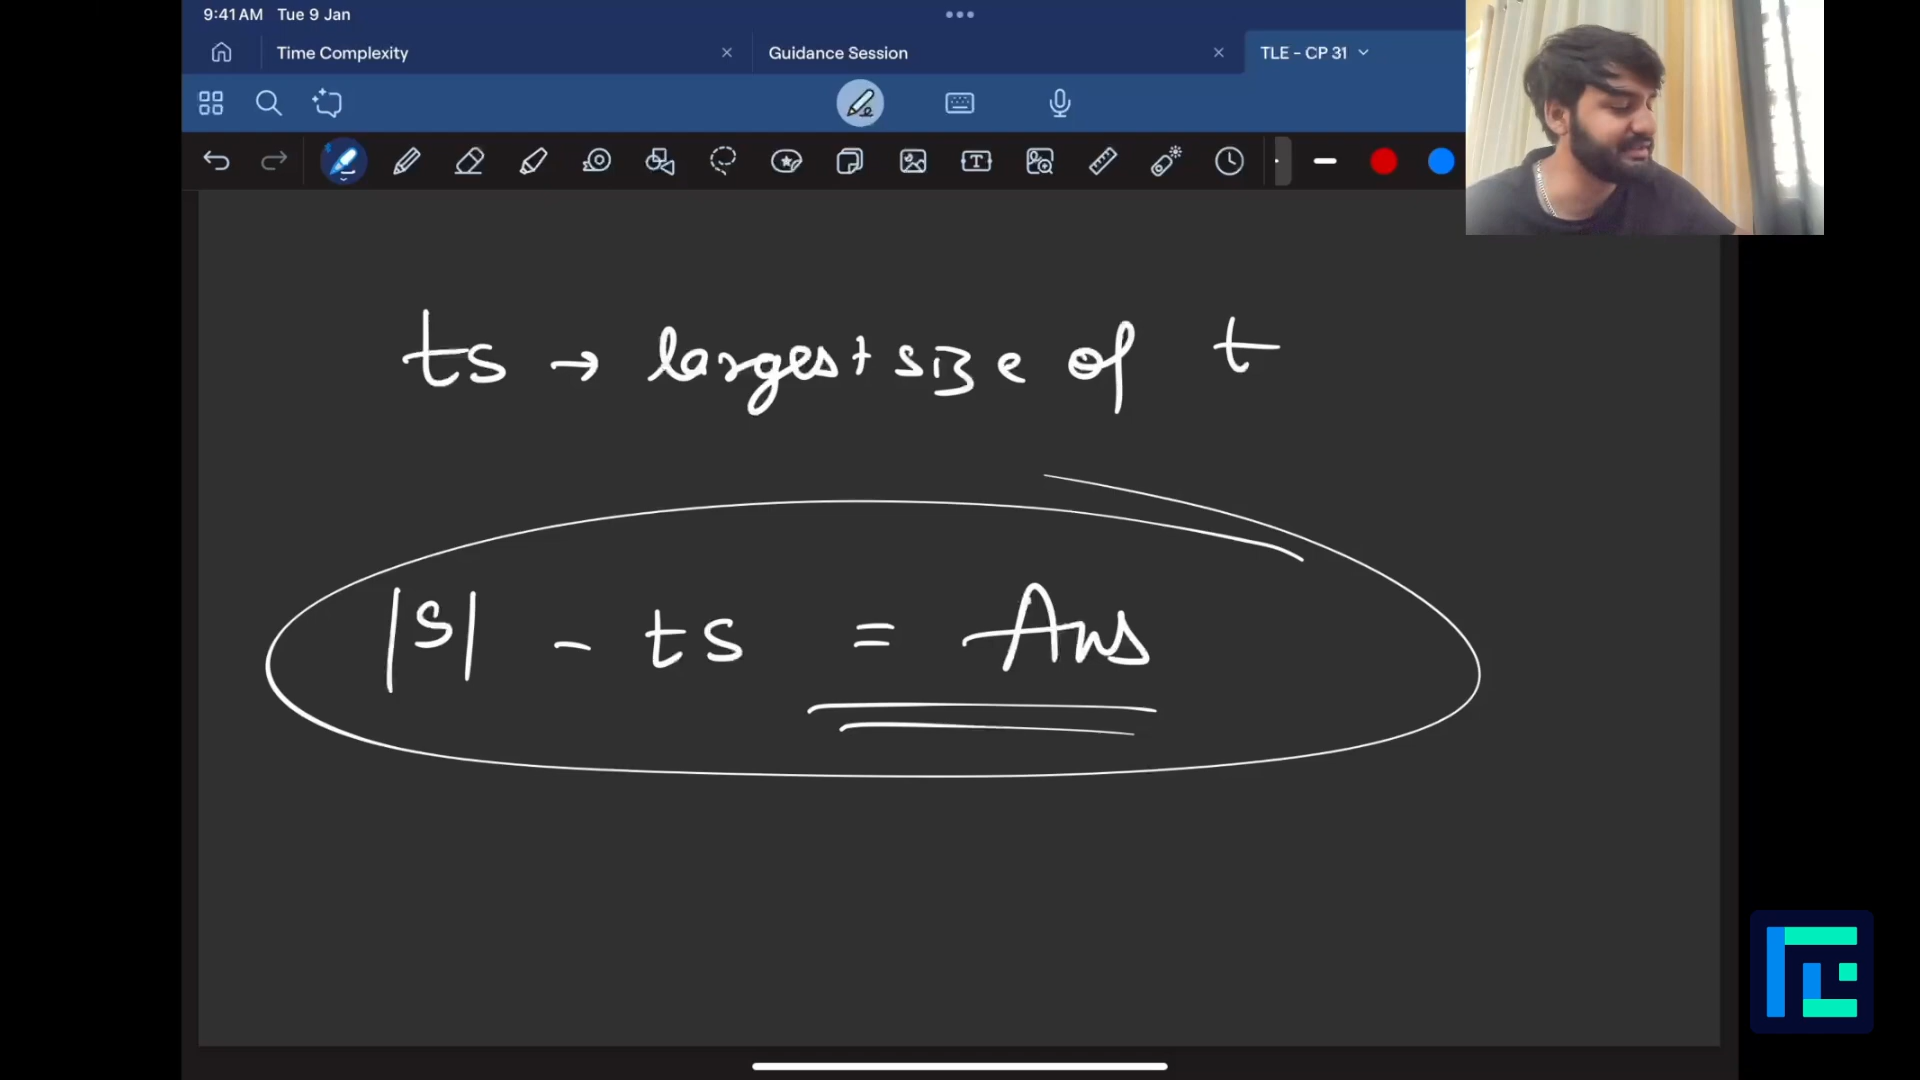 9:41 AM Tue 9 Jan
Time Complexity Guidance Session TLE - CP 31
ts → largest size of t
|s| - ts = Ans